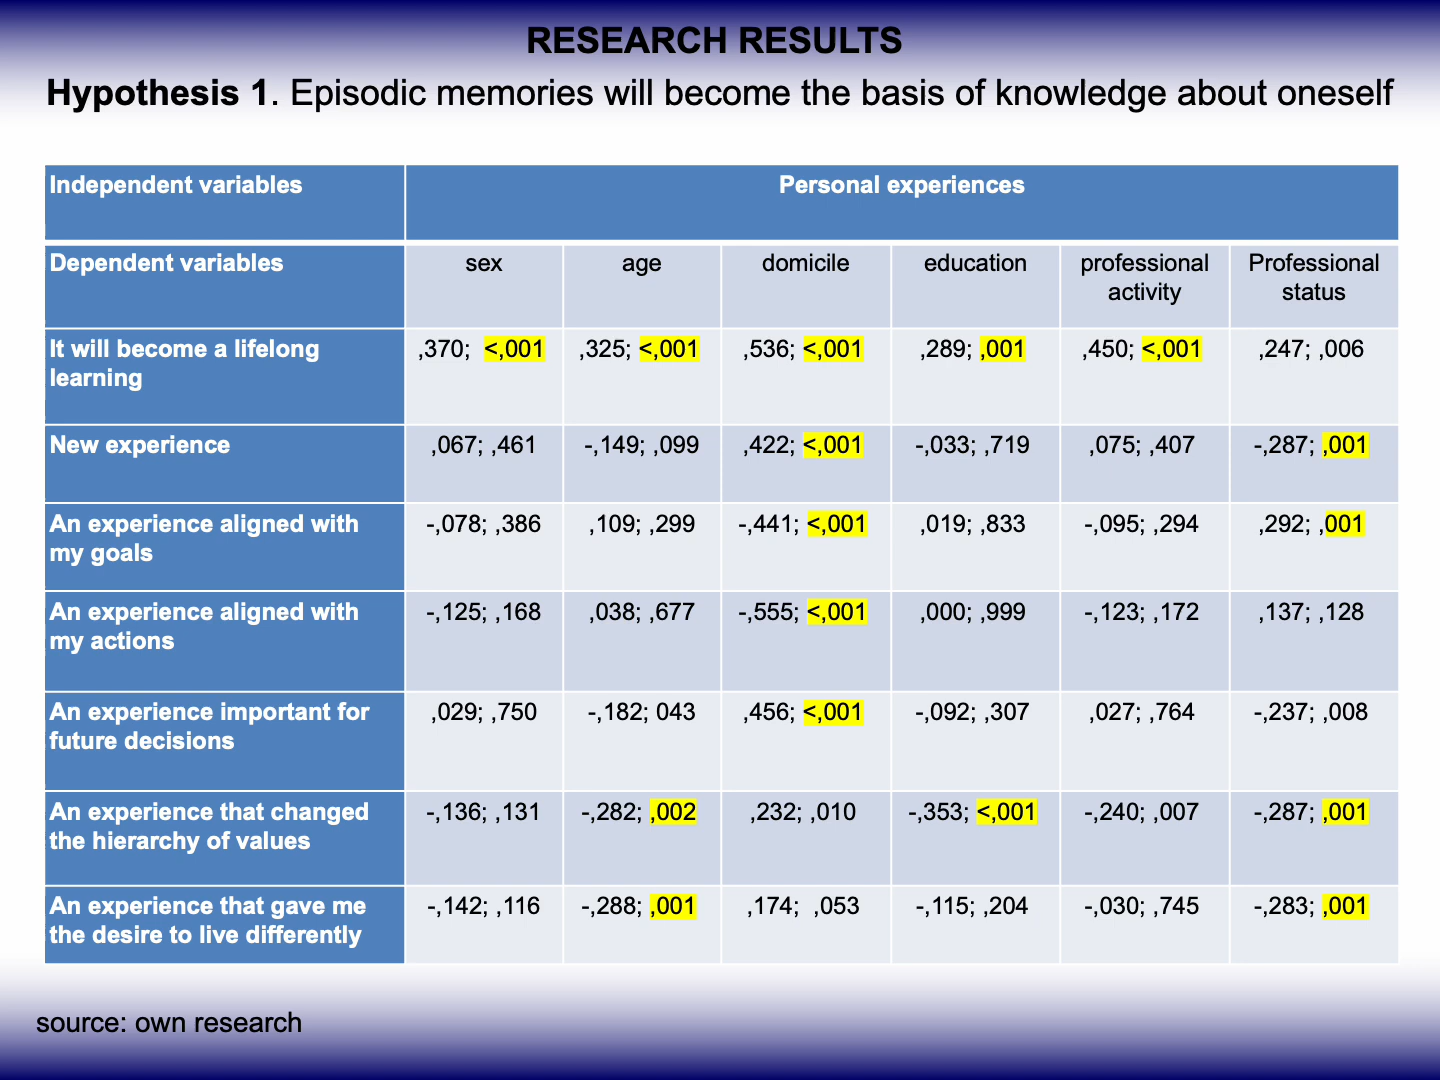 RESEARCH RESULTS
Hypothesis 1. Episodic memories will become the basis of knowledge about oneself
Independent variables Personal experiences
Dependent variables sex age domicile education professional activity Professional status
It will become a lifelong learning ,370; <,001 ,325; <,001 ,536; <,001 ,289; ,001 ,450; <,001 ,247; ,006
New experience ,067; ,461 -,149; ,099 ,422; <,001 -,033; ,719 ,075; ,407 -,287; ,001
An experience aligned with my goals -,078; ,386 ,109; ,299 -,441; <,001 ,019; ,833 -,095; ,294 ,292; ,001
An experience aligned with my actions -,125; ,168 ,038; ,677 -,555; <,001 ,000; ,999 -,123; ,172 ,137; ,128
An experience important for future decisions ,029; ,750 -,182; 043 ,456; <,001 -,092; ,307 ,027; ,764 -,237; ,008
An experience that changed the hierarchy of values -,136; ,131 -,282; ,002 ,232; ,010 -,353; <,001 -,240; ,007 -,287; ,001
An experience that gave me the desire to live differently -,142; ,116 -,288; ,001 ,174; ,053 -,115; ,204 -,030; ,745 -,283; ,001
source: own research